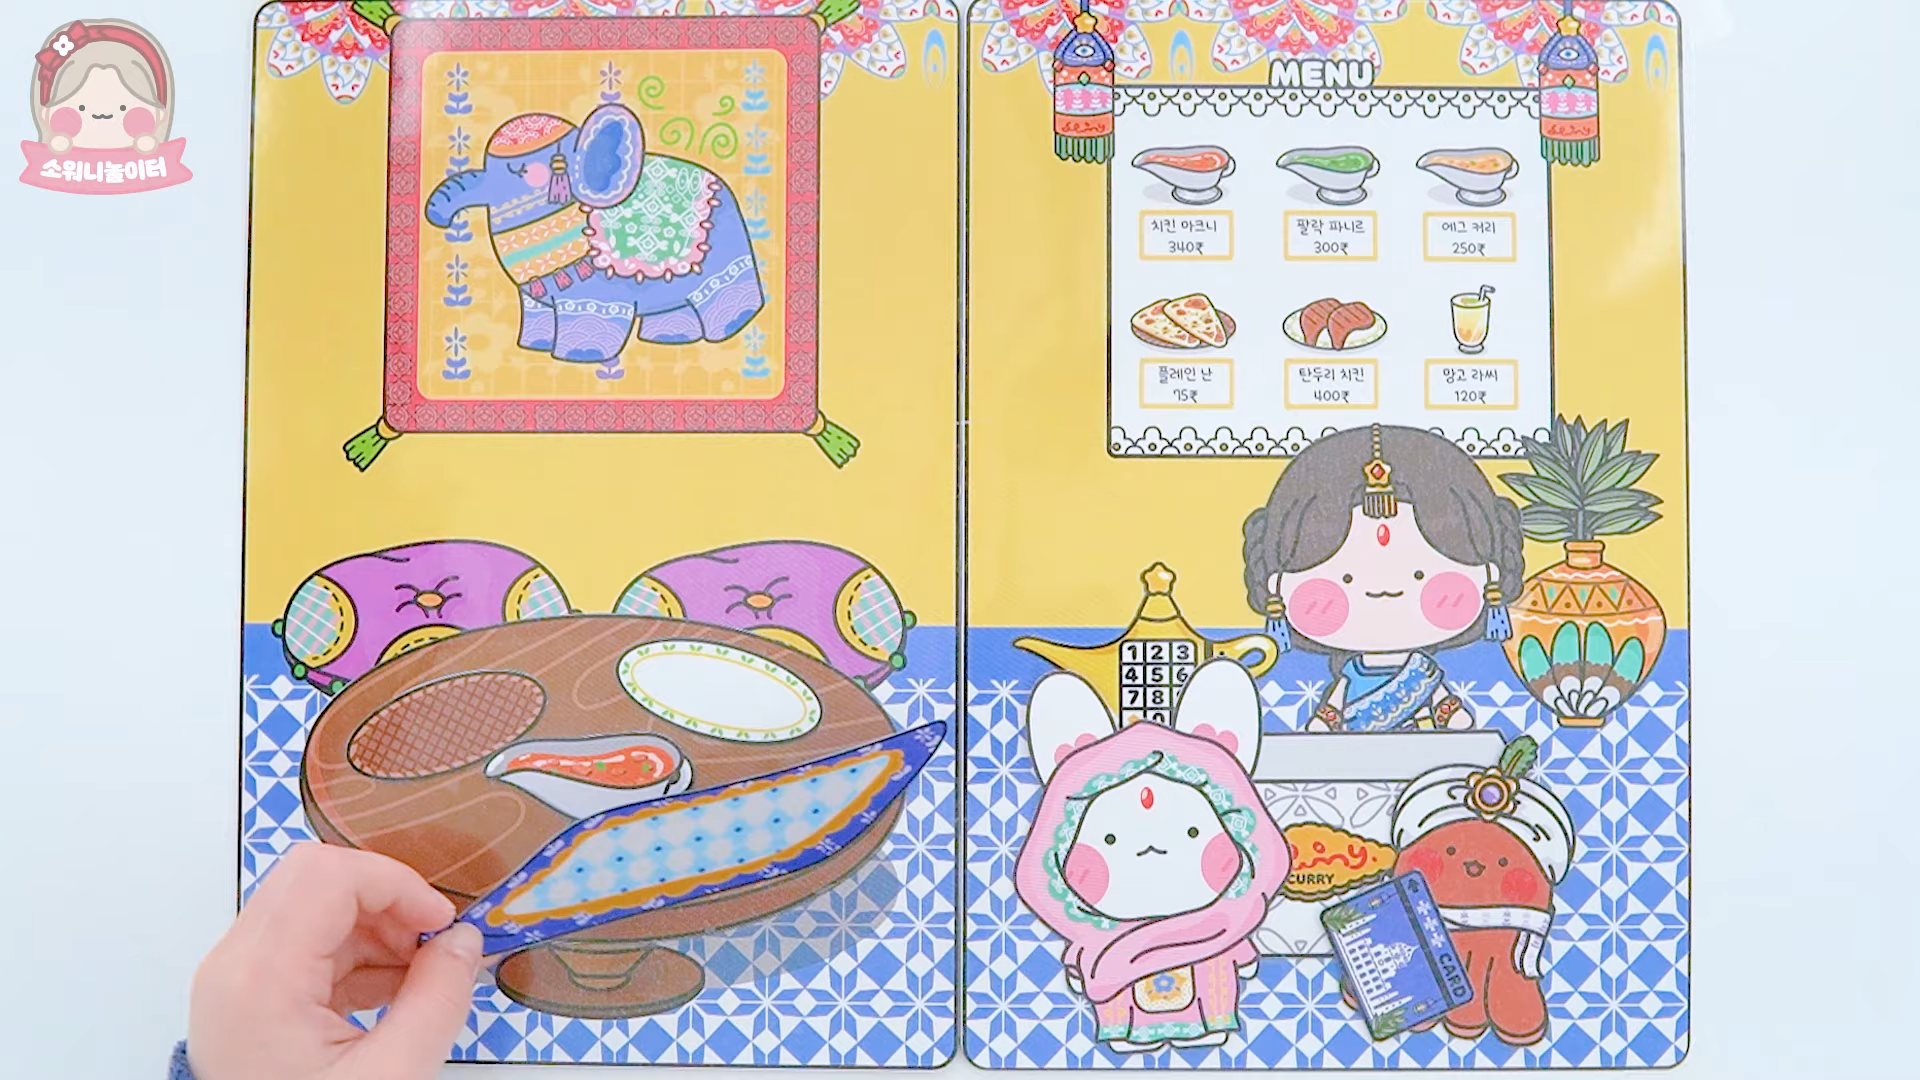 소워니놀이터
MENU
치킨 마크니
340₹
팔락 파니르
300₹
에그 커리
250₹
플레인 난
75₹
탄두리 치킨
400₹
망고 라씨
120₹
1 2 3
4 5 6
7 8
0
CURRY
CARD